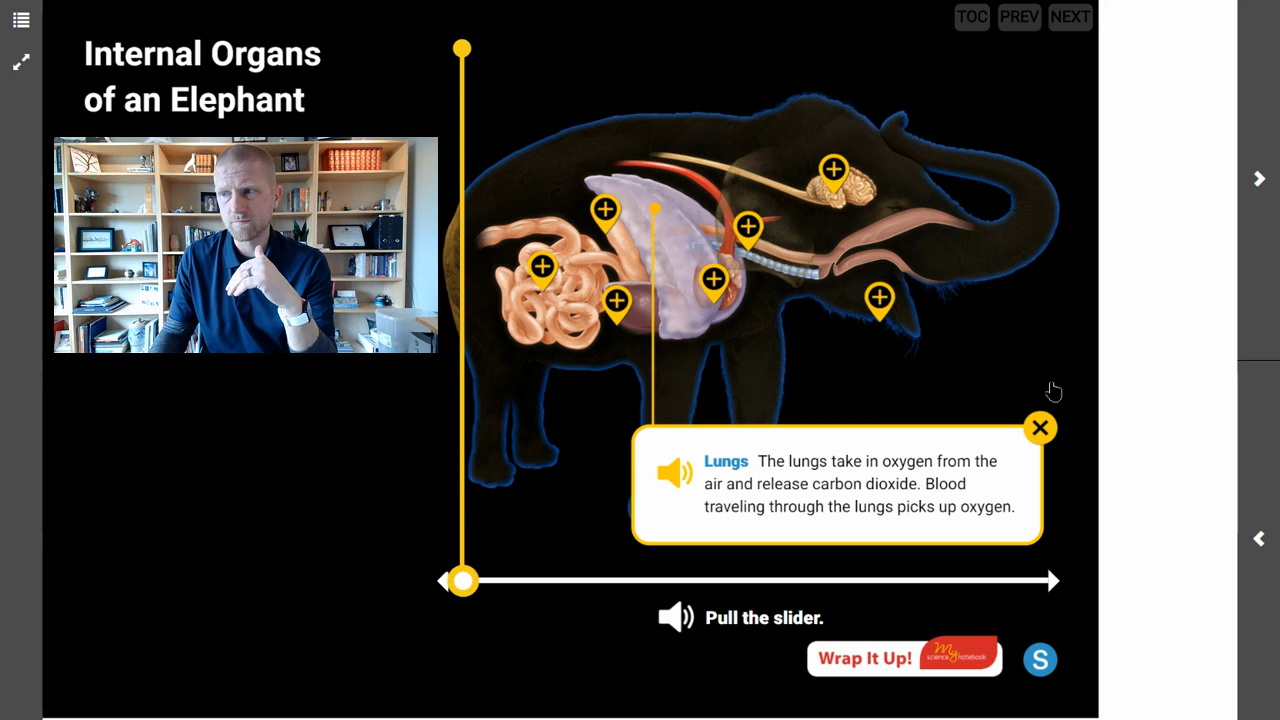 TOC PREV NEXT
Internal Organs
of an Elephant
Lungs The lungs take in oxygen from the
air and release carbon dioxide. Blood
traveling through the lungs picks up oxygen.
Pull the slider.
Wrap It Up! My science notebook
S